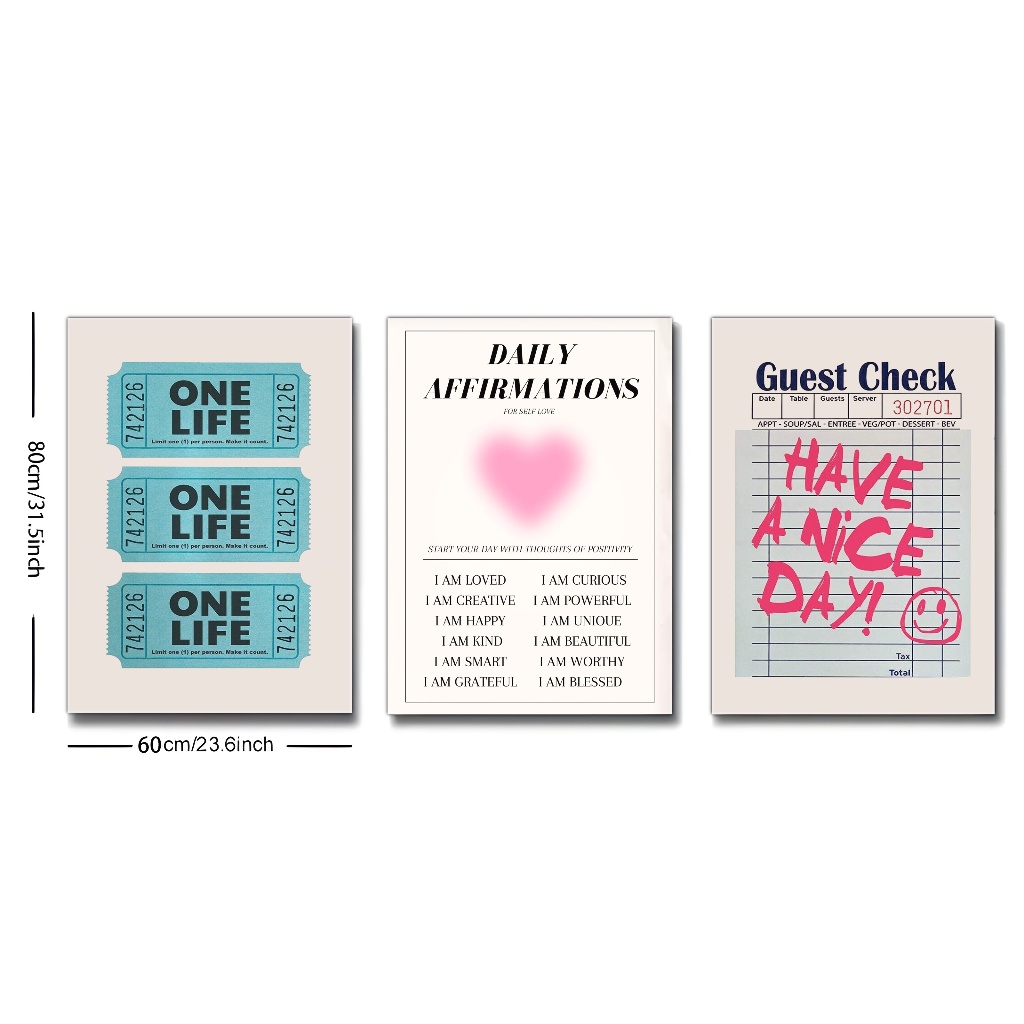 80cm/31.5inch
60cm/23.6inch
742126
ONE
LIFE
Limit one (1) per person. Make it count.
742126
742126
ONE
LIFE
Limit one (1) per person. Make it count.
742126
742126
ONE
LIFE
Limit one (1) per person. Make it count.
742126
DAILY
AFFIRMATIONS
FOR SELF LOVE
START YOUR DAY WITH THOUGHTS OF POSITIVITY
I AM LOVED I AM CURIOUS
I AM CREATIVE I AM POWERFUL
I AM HAPPY I AM UNIQUE
I AM KIND I AM BEAUTIFUL
I AM SMART I AM WORTHY
I AM GRATEFUL I AM BLESSED
Guest Check
Date Table Guests Server 302701
APPT - SOUP/SAL - ENTREE - VEG/POT - DESSERT - BEV
HAVE
A NiCE
DAY!
Tax
Total